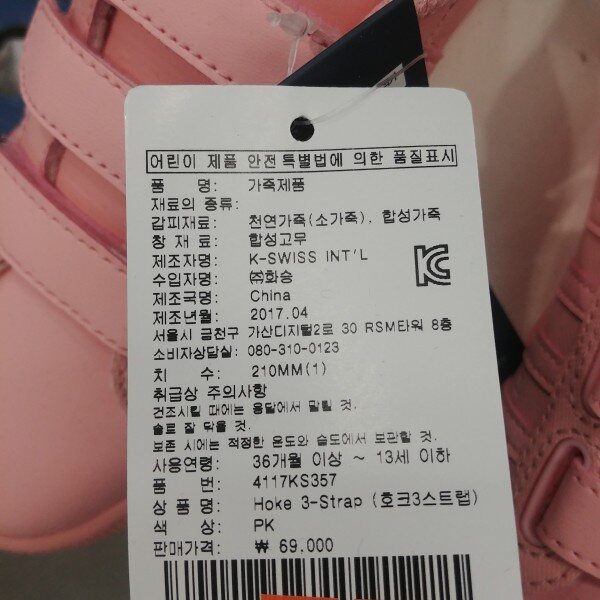 어린이 제품 안전특별법에 의한 품질표시
품 명: 가죽제품
재료의 종류:
갑피재료: 천연가죽(소가죽), 합성가죽
창 재 료: 합성고무
제조자명: K-SWISS INT'L
수입자명: ㈜화승
제조국명: China
제조년월: 2017.04
서울시 금천구 가산디지털2로 30 RSM타워 8층
소비자상담실: 080-310-0123
치 수: 210MM(1)
취급상 주의사항
건조시킬 때에는 응달에서 말릴 것.
솔로 잘 닦을 것.
보존 시에는 적정한 온도와 습도에서 보관할 것.
사용연령: 36개월 이상 ~ 13세 이하
품 번: 4117KS357
상 품 명: Hoke 3-Strap (호크3스트랩)
색 상: PK
판매가격: ₩ 69.000